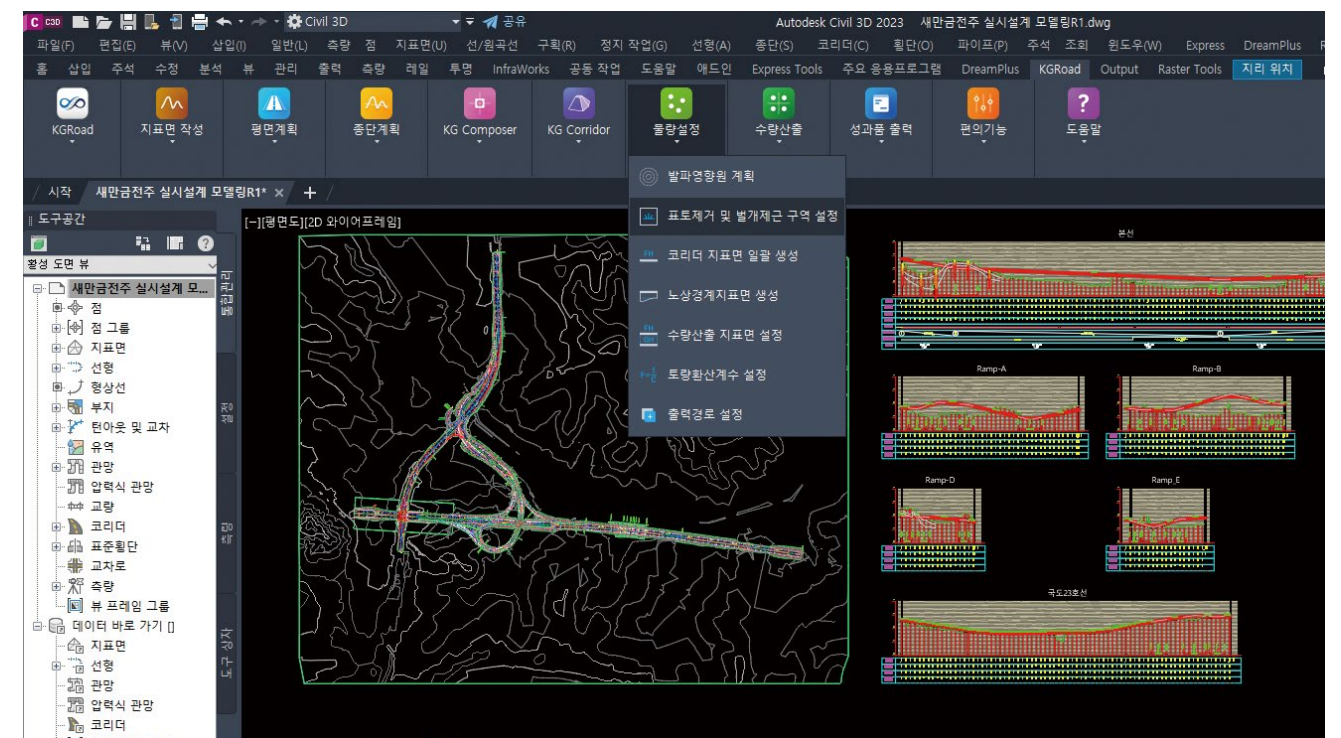 C C3D Civil 3D 공유 Autodesk Civil 3D 2023 새만금전주 실시설계 모델링R1.dwg
파일(F) 편집(E) 뷰(V) 삽입(I) 일반(L) 측량 점 지표면(U) 선/원곡선 구획(R) 정지 작업(G) 선형(A) 종단(S) 코리더(C) 횡단(O) 파이프(P) 주석 조회 윈도우(W) Express DreamPlus
홈 삽입 주석 수정 분석 뷰 관리 출력 측량 레일 투명 InfraWorks 공동 작업 도움말 애드인 Express Tools 주요 응용프로그램 DreamPlus KGRoad Output Raster Tools 지리 위치
KGRoad 지표면 작성 평면계획 종단계획 KG Composer KG Corridor 물량설정 수량산출 성과품 출력 편의기능 도움말
발파영향원 계획
표토제거 및 벌개제근 구역 설정
코리더 지표면 일괄 생성
노상경계지표면 생성
수량산출 지표면 설정
토량환산계수 설정
출력경로 설정
시작 새만금전주 실시설계 모델링R1* × +
도구공간
활성 도면 뷰
새만금전주 실시설계 모...
점
점 그룹
지표면
선형
형상선
부지
턴아웃 및 교차
유역
관망
압력식 관망
교량
코리더
표준횡단
교차로
측량
뷰 프레임 그룹
데이터 바로 가기 []
지표면
선형
관망
압력식 관망
코리더
통합관리
설정
측량
도구 상자
[-][평면도][2D 와이어프레임]
본선
Ramp-A
Ramp-B
Ramp-D
Ramp_E
국도23호선